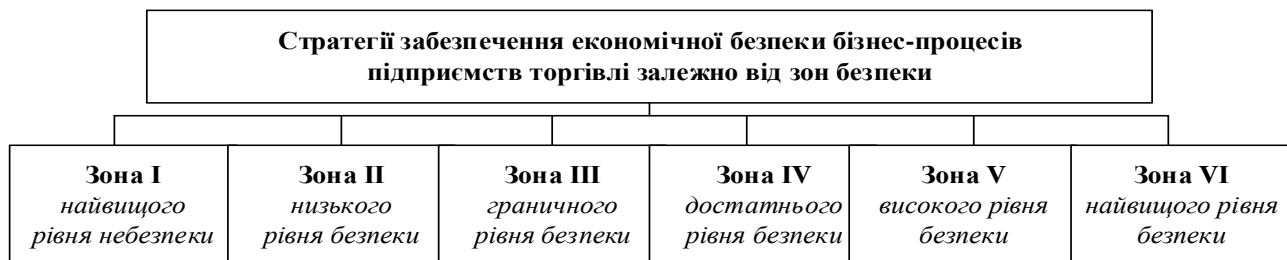 Стратегії забезпечення економічної безпеки бізнес-процесів
підприємств торгівлі залежно від зон безпеки
Зона I
найвищого
рівня небезпеки
Зона II
низького
рівня безпеки
Зона III
граничного
рівня безпеки
Зона IV
достатнього
рівня безпеки
Зона V
високого рівня
безпеки
Зона VI
найвищого рівня
безпеки